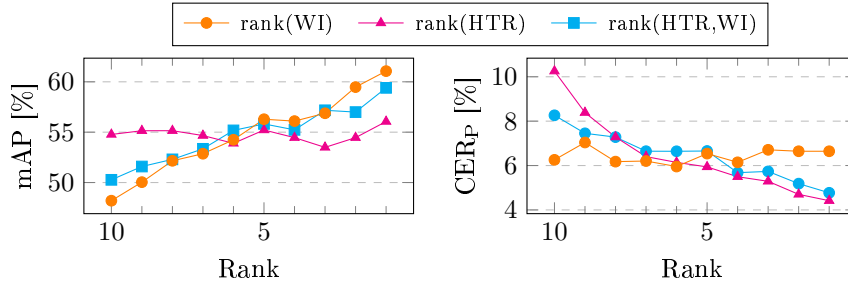 rank(WI) rank(HTR) rank(HTR,WI)
mAP [%]
60
55
50
10 5
Rank
CER_P [%]
10
8
6
4
10 5
Rank